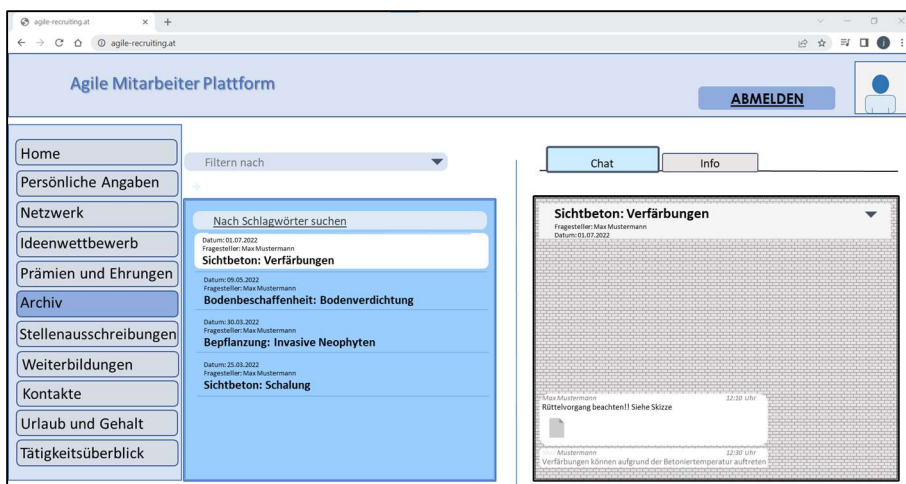 agile-recruiting.at
agile-recruiting.at
Agile Mitarbeiter Plattform
ABMELDEN
Home
Persönliche Angaben
Netzwerk
Ideenwettbewerb
Prämien und Ehrungen
Archiv
Stellenausschreibungen
Weiterbildungen
Kontakte
Urlaub und Gehalt
Tätigkeitsüberblick
Filtern nach
Nach Schlagwörter suchen
Datum: 01.07.2022
Fragesteller: Max Mustermann
Sichtbeton: Verfärbungen
Datum: 09.05.2022
Fragesteller: Max Mustermann
Bodenbeschaffenheit: Bodenverdichtung
Datum: 30.03.2022
Fragesteller: Max Mustermann
Bepflanzung: Invasive Neophyten
Datum: 25.03.2022
Fragesteller: Max Mustermann
Sichtbeton: Schalung
Chat
Info
Sichtbeton: Verfärbungen
Fragesteller: Max Mustermann
Datum: 01.07.2022
Max Mustermann 12:10 Uhr
Rüttelvorgang beachten!! Siehe Skizze
Mustermann 12:30 Uhr
Verfärbungen können aufgrund der Betoniertemperatur auftreten